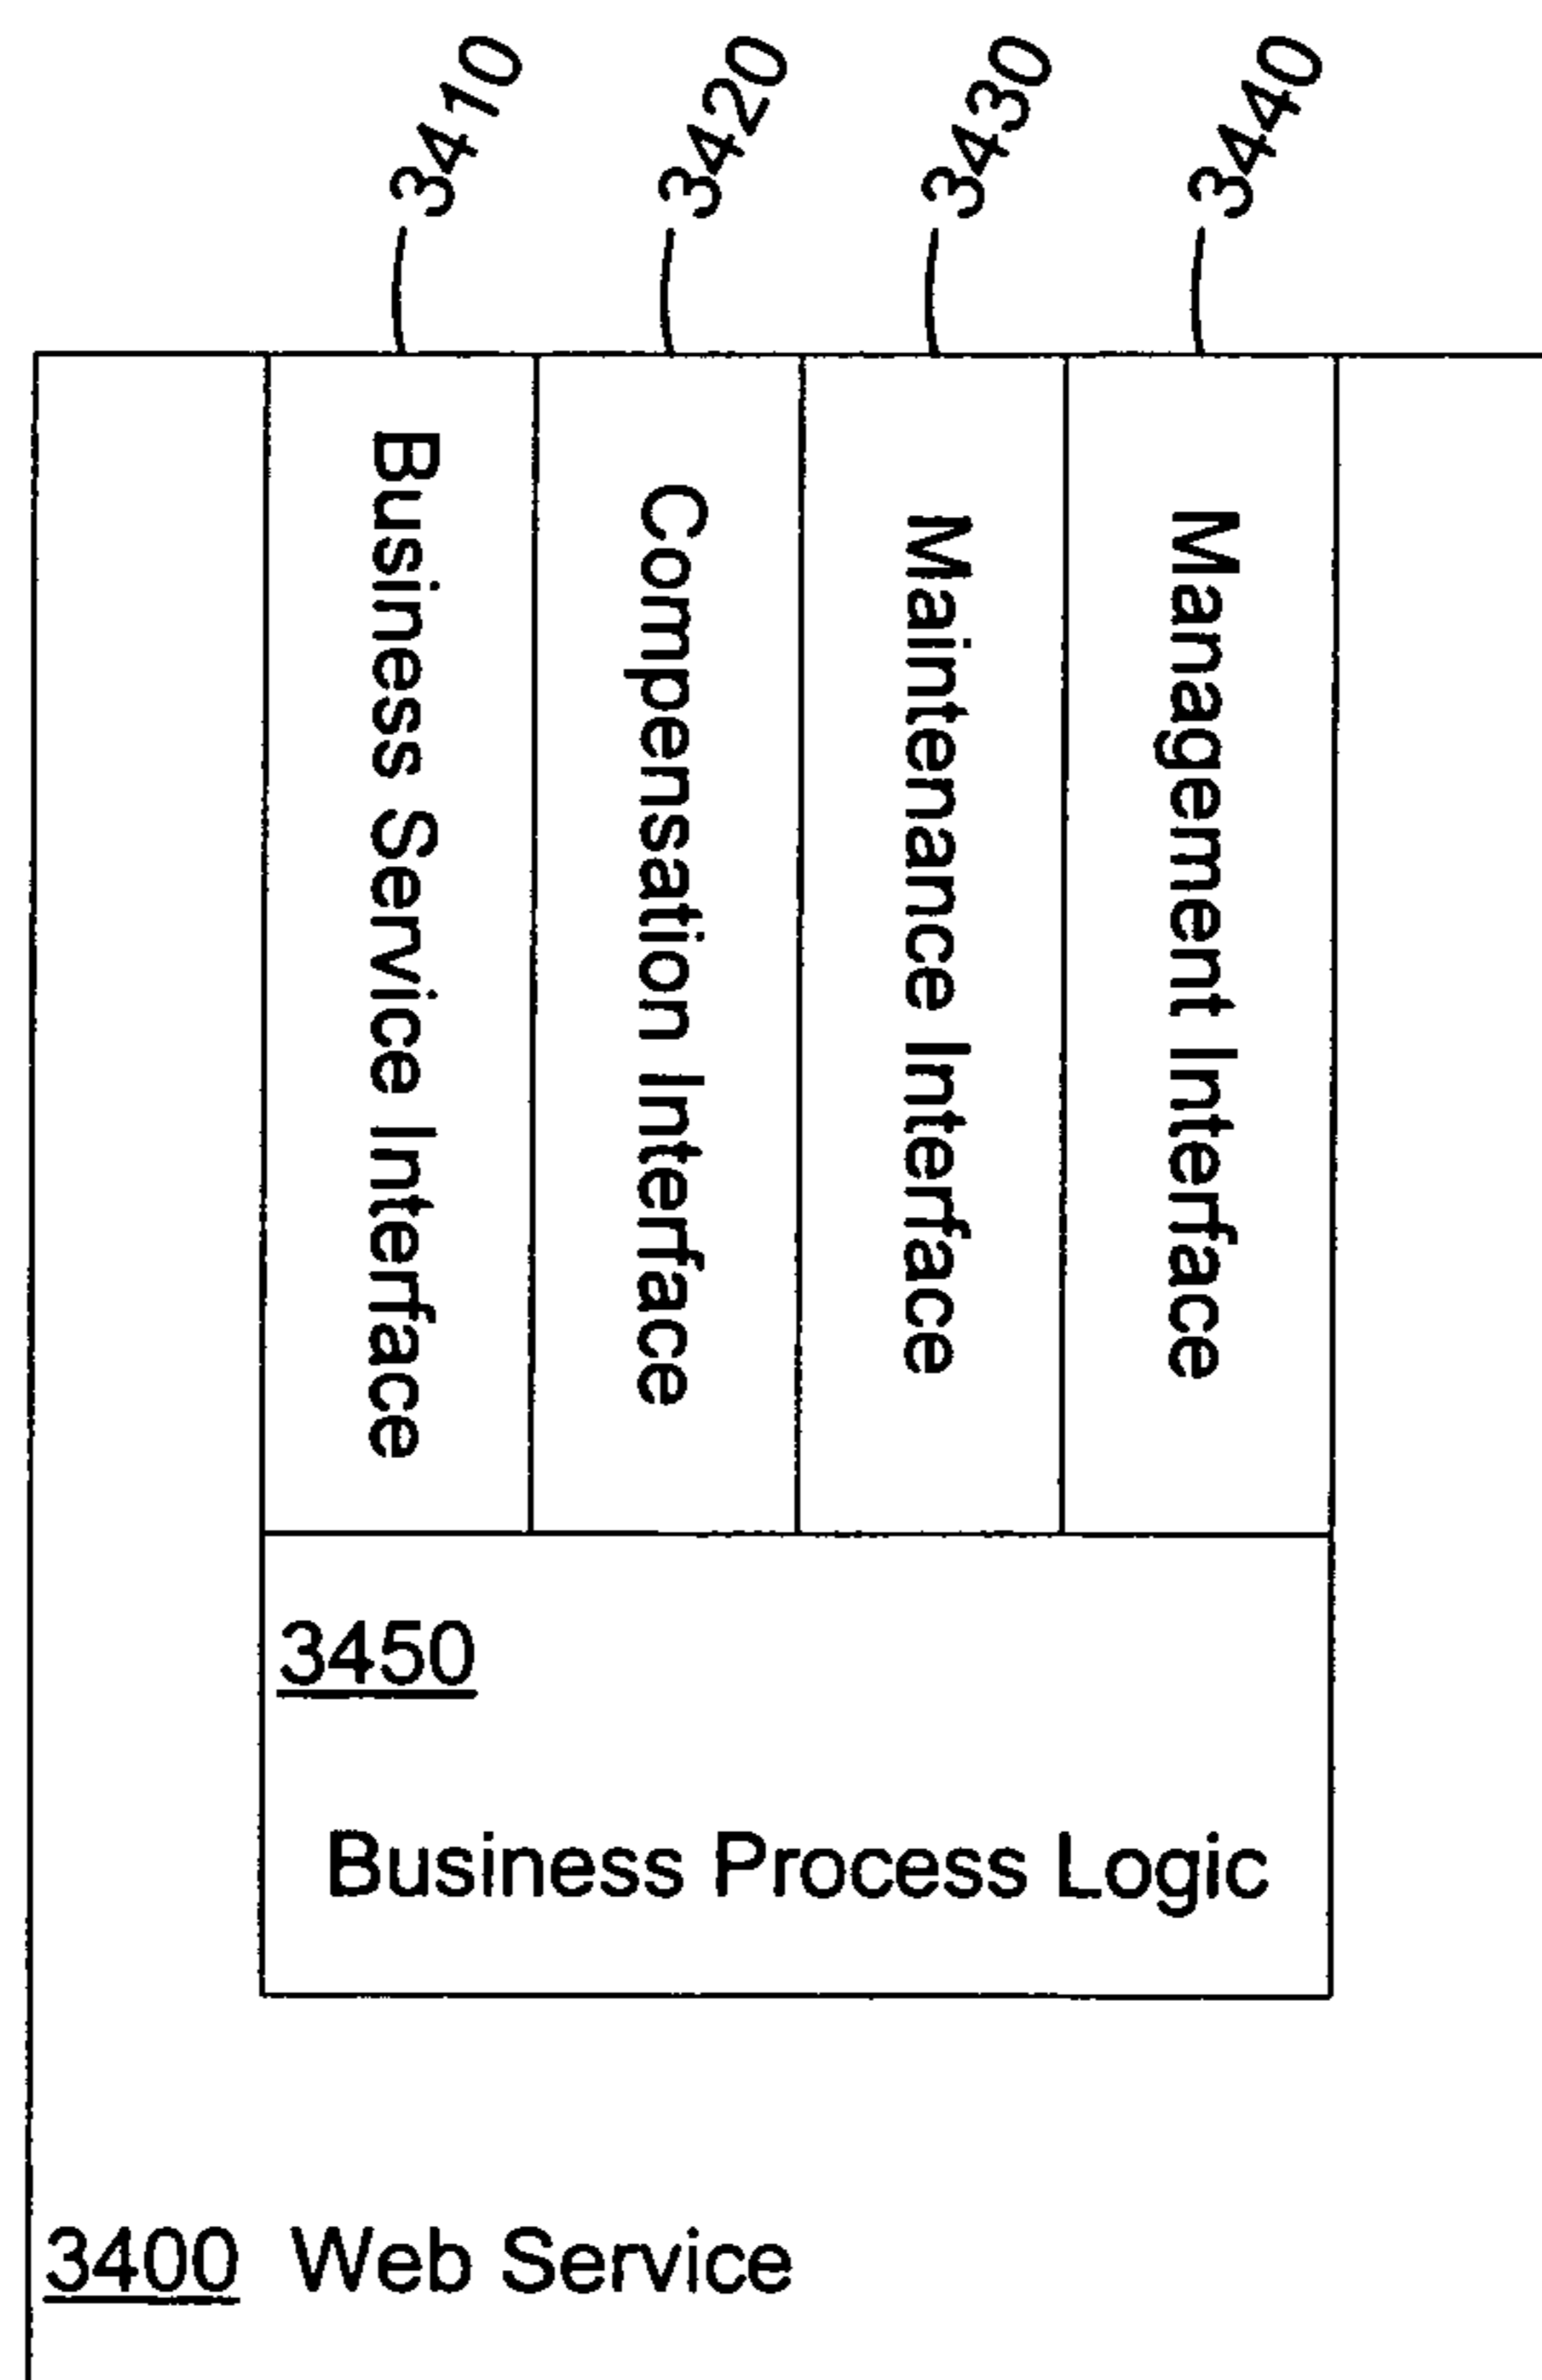 3410
3420
3430
3440
Business Service Interface
Compensation Interface
Maintenance Interface
Management Interface
3450
Business Process Logic
3400 Web Service